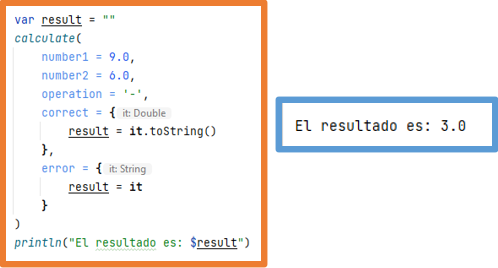 var result = ""
calculate(
number1 = 9.0,
number2 = 6.0,
operation = '-',
correct = { it: Double
result = it.toString()
},
error = { it: String
result = it
}
)
println("El resultado es: $result")
El resultado es: 3.0